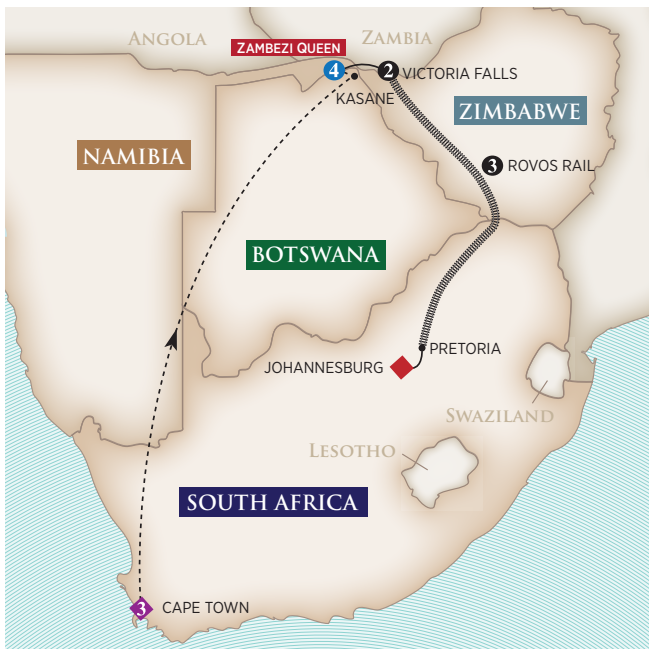 ANGOLA
ZAMBIA
ZAMBEZI QUEEN
4
2 VICTORIA FALLS
KASANE
ZIMBABWE
NAMIBIA
3 ROVOS RAIL
BOTSWANA
PRETORIA
JOHANNESBURG
SWAZILAND
LESOTHO
SOUTH AFRICA
3 CAPE TOWN